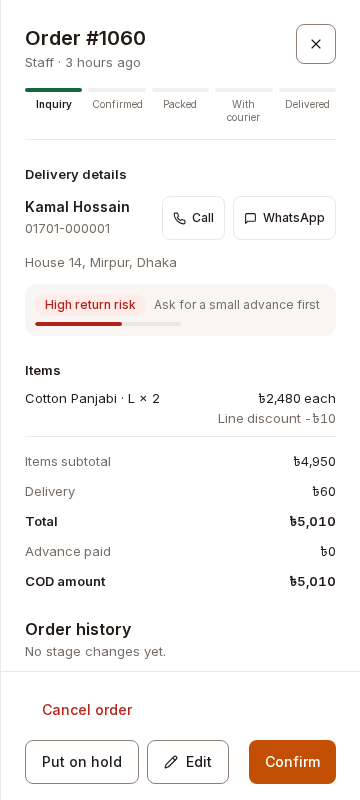 Order #1060
Staff · 3 hours ago
Inquiry
Confirmed
Packed
With
courier
Delivered
Delivery details
Kamal Hossain
01701-000001
Call
WhatsApp
House 14, Mirpur, Dhaka
High return risk
Ask for a small advance first
Items
Cotton Panjabi · L × 2
৳2,480 each
Line discount -৳10
Items subtotal
৳4,950
Delivery
৳60
Total
৳5,010
Advance paid
৳0
COD amount
৳5,010
Order history
No stage changes yet.
Cancel order
Put on hold
Edit
Confirm